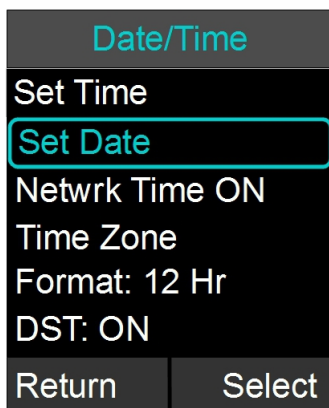 Date/Time
Set Time
Set Date
Netwrk Time ON
Time Zone
Format: 12 Hr
DST: ON
Return Select